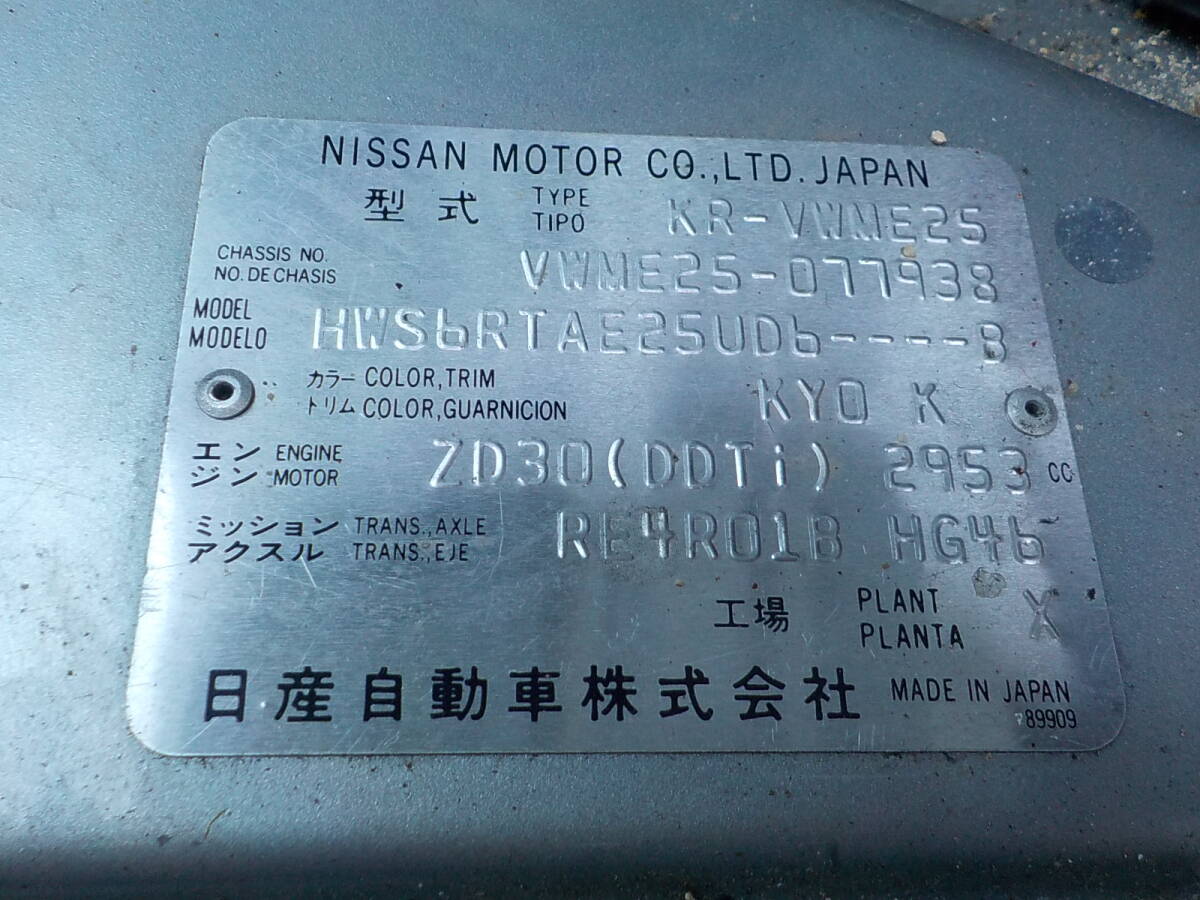 NISSAN MOTOR CO.,LTD. JAPAN
型式 TYPE KR-VWME25
TIPO
CHASSIS NO. VWME25-077938
NO. DE CHASIS
MODEL HWS6RTAE25UD6----B
MODELO
カラー COLOR,TRIM KY0 K
トリム COLOR,GUARNICION
エン ENGINE ZD30(DDTi) 2953 CC
ジン MOTOR
ミッション TRANS.,AXLE RE4R01B HG46
アクスル TRANS.,EJE
工場 PLANT X
PLANTA
日産自動車株式会社 MADE IN JAPAN
89909